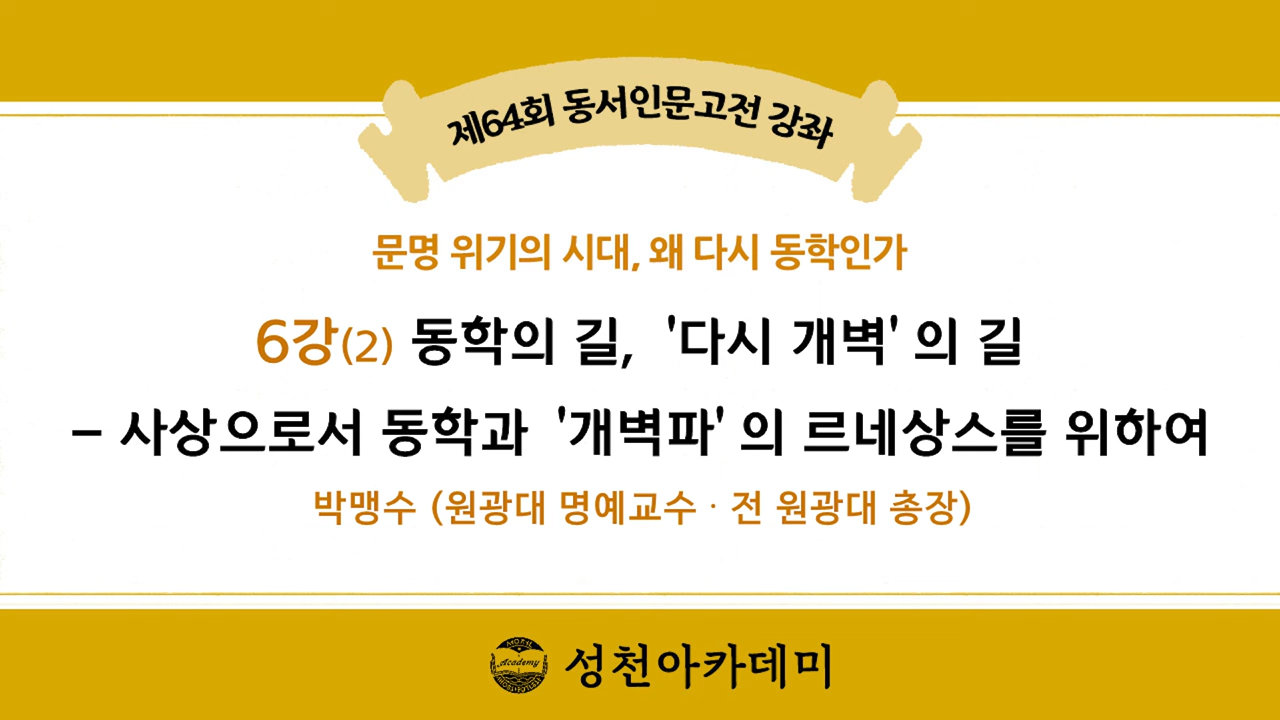 제64회 동서인문고전 강좌
문명 위기의 시대, 왜 다시 동학인가
6강(2) 동학의 길, '다시 개벽' 의 길
– 사상으로서 동학과 '개벽파' 의 르네상스를 위하여
박맹수 (원광대 명예교수 · 전 원광대 총장)
Academy
성천아카데미